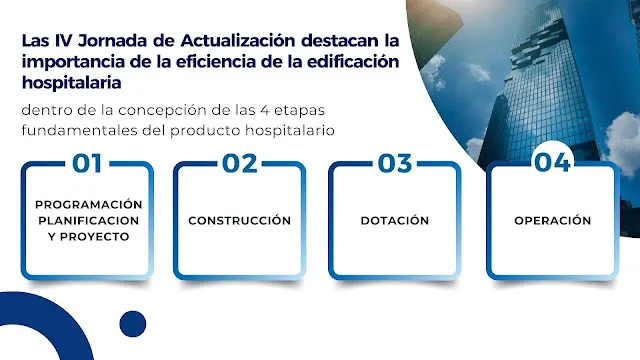 Las IV Jornada de Actualización destacan la
importancia de la eficiencia de la edificación
hospitalaria
dentro de la concepción de las 4 etapas
fundamentales del producto hospitalario
01
PROGRAMACIÓN
PLANIFICACION
Y PROYECTO
02
CONSTRUCCIÓN
03
DOTACIÓN
04
OPERACIÓN